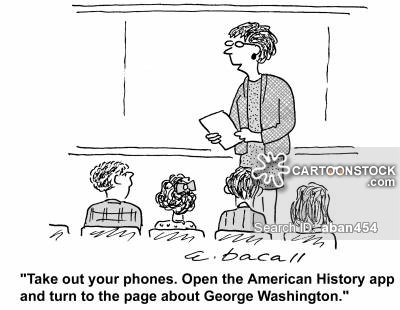 CARTOONSTOCK
.com
Search ID: aban454
a. bacall
"Take out your phones. Open the American History app
and turn to the page about George Washington."